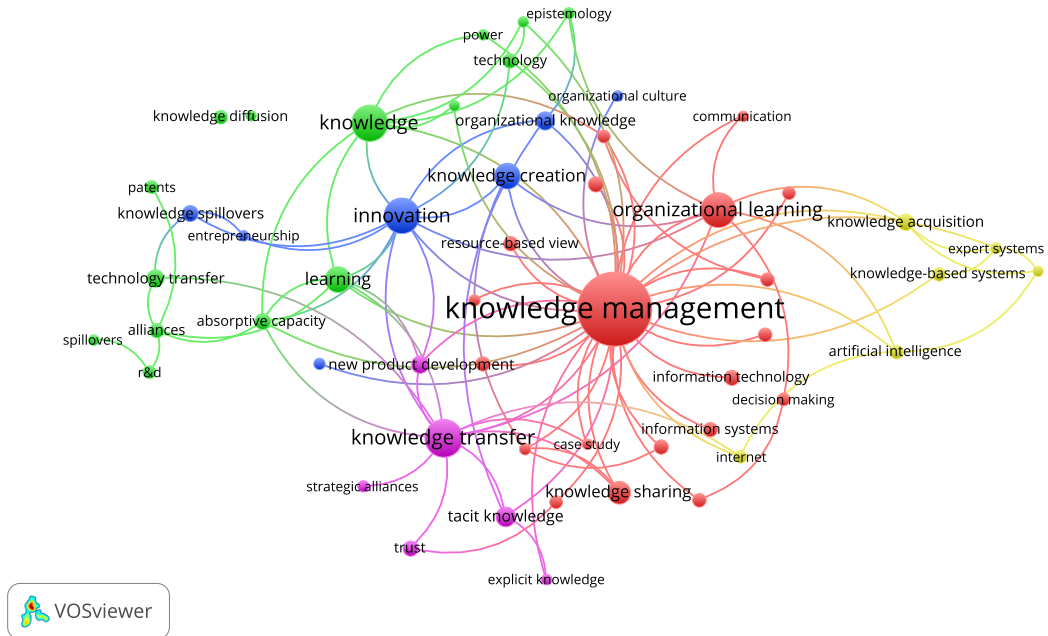 epistemology
power
technology
organizational culture
knowledge diffusion
knowledge
organizational knowledge
communication
knowledge creation
patents
knowledge spillovers
innovation
organizational learning
knowledge acquisition
entrepreneurship
resource-based view
expert systems
technology transfer
learning
knowledge-based systems
knowledge management
absorptive capacity
alliances
spillovers
artificial intelligence
r&d
new product development
information technology
decision making
information systems
knowledge transfer
case study
internet
strategic alliances
knowledge sharing
tacit knowledge
trust
explicit knowledge
VOSviewer